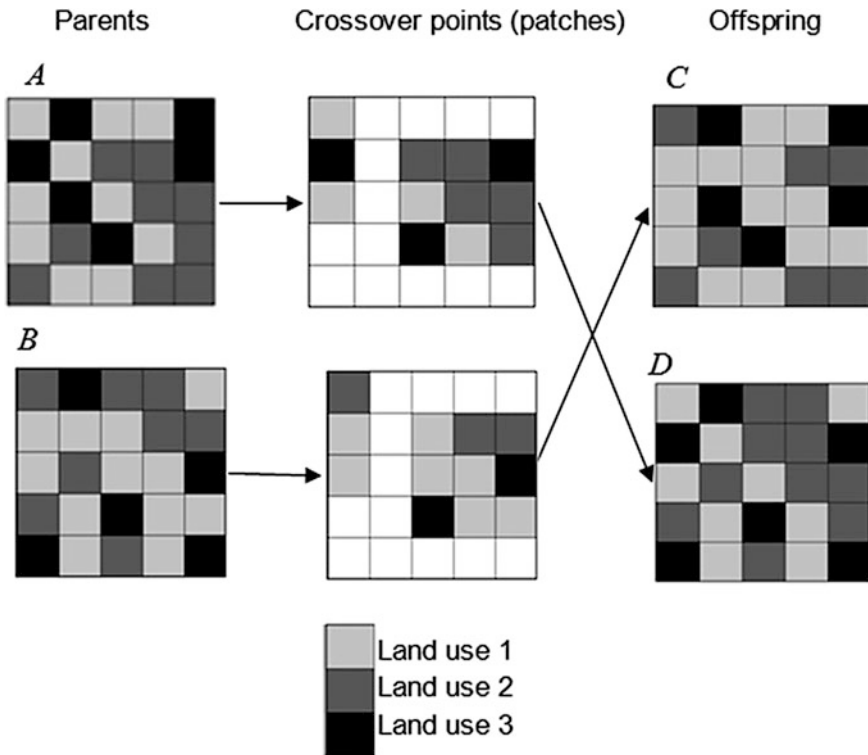 Parents
Crossover points (patches)
Offspring
A
C
B
D
Land use 1
Land use 2
Land use 3